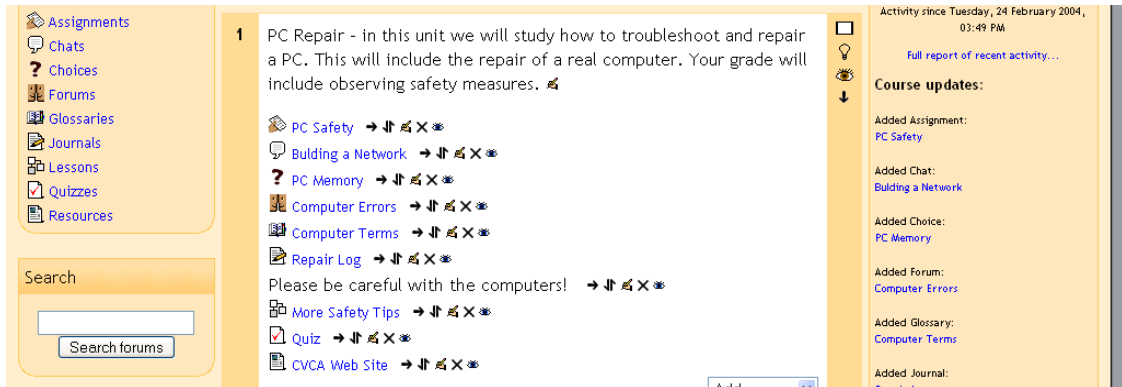 Assignments
Chats
Choices
Forums
Glossaries
Journals
Lessons
Quizzes
Resources
Search
Search forums
1
PC Repair - in this unit we will study how to troubleshoot and repair
a PC. This will include the repair of a real computer. Your grade will
include observing safety measures.
PC Safety
Bulding a Network
PC Memory
Computer Errors
Computer Terms
Repair Log
Please be careful with the computers!
More Safety Tips
Quiz
CVCA Web Site
Activity since Tuesday, 24 February 2004,
03:49 PM
Full report of recent activity...
Course updates:
Added Assignment:
PC Safety
Added Chat:
Bulding a Network
Added Choice:
PC Memory
Added Forum:
Computer Errors
Added Glossary:
Computer Terms
Added Journal: